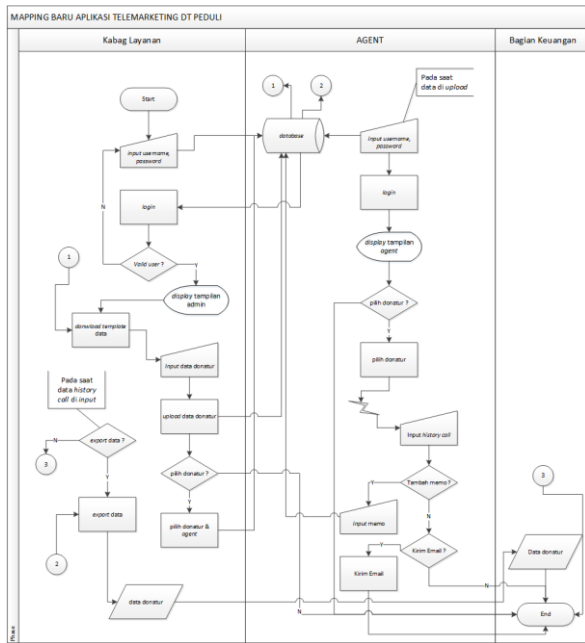 MAPPING BARU APLIKASI TELEMARKETING DT PEDULI
Kabag Layanan
AGENT
Bagian Keuangan
Start
Input username,
password
login
Valid user ?
N
Y
display tampilan
admin
1
donwload template
data
Input data donatur
upload data donatur
pilih donatur ?
Y
N
pilih donatur &
agent
Pada saat
data history
call di input
export data ?
N
3
Y
export data
2
data donatur
1
2
database
Pada saat
data di upload
Input username,
password
login
display tampilan
agent
pilih donatur ?
Y
pilih donatur
Input history call
Tambah memo ?
Y
N
Input memo
Kirim Email ?
Y
N
Kirim Email
3
Data donatur
End
Phase